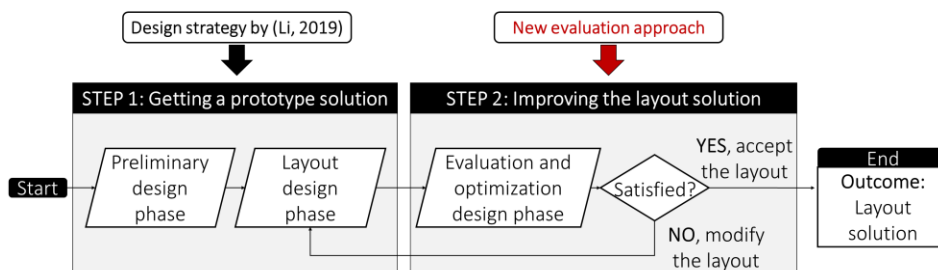 Design strategy by (Li, 2019)
New evaluation approach
STEP 1: Getting a prototype solution
STEP 2: Improving the layout solution
Start
Preliminary
design
phase
Layout
design
phase
Evaluation and
optimization
design phase
Satisfied?
YES, accept
the layout
NO, modify
the layout
End
Outcome:
Layout
solution